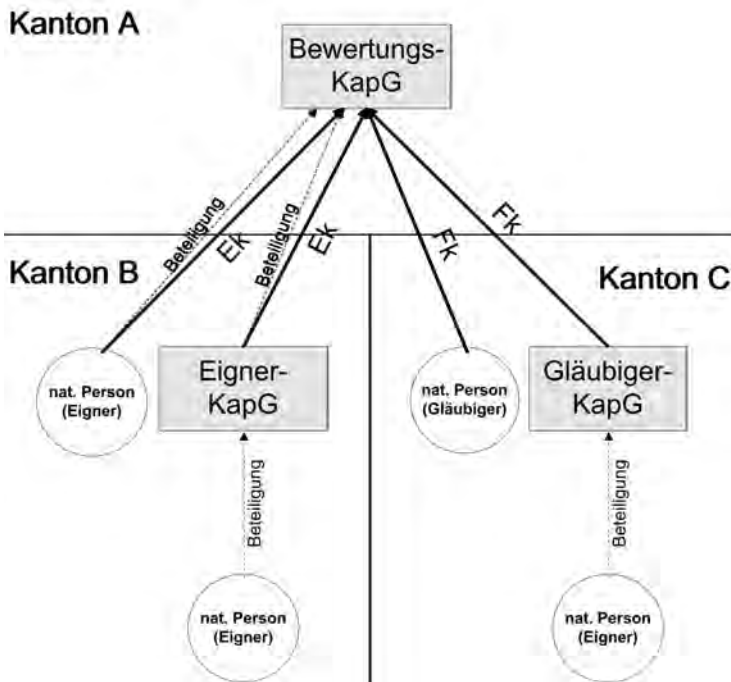 Kanton A
Bewertungs-
KapG
Beteiligung
Ek
Beteiligung
Ek
Fk
Fk
Kanton B
Kanton C
nat. Person
(Eigner)
Eigner-
KapG
nat. Person
(Gläubiger)
Gläubiger-
KapG
Beteiligung
Beteiligung
nat. Person
(Eigner)
nat. Person
(Eigner)